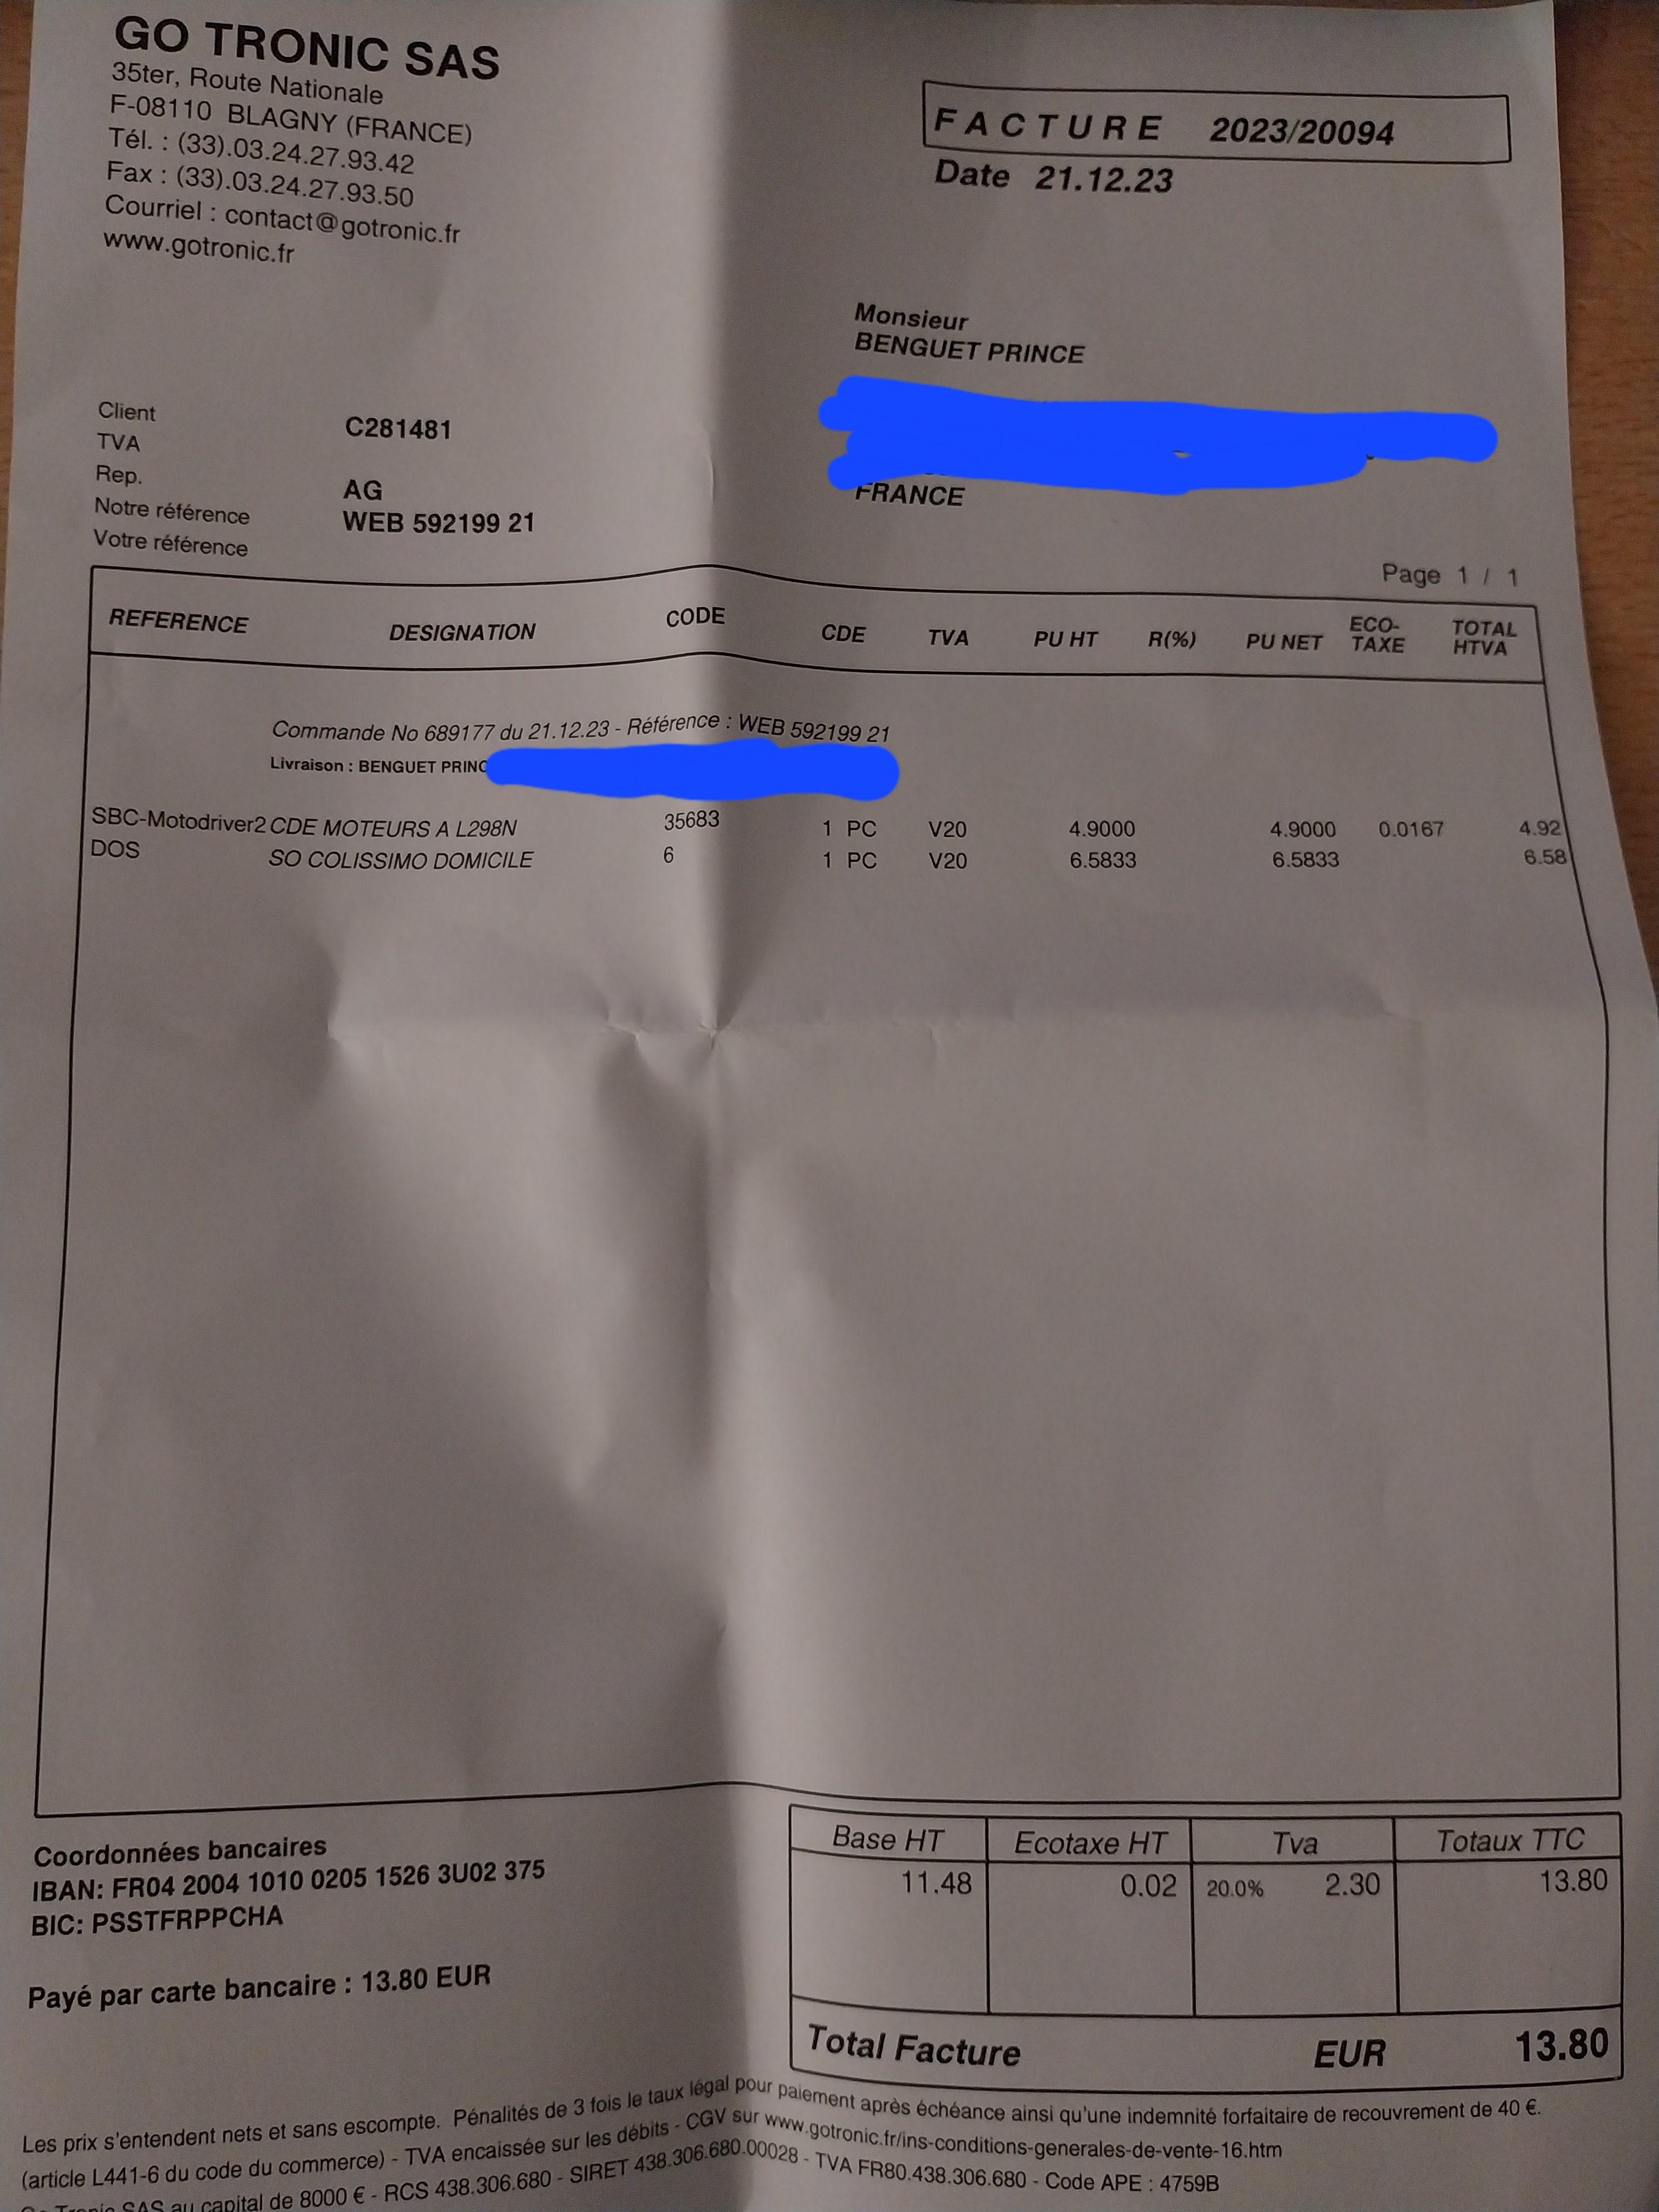 GO TRONIC SAS
35ter, Route Nationale
F-08110 BLAGNY (FRANCE)
Tél. : (33).03.24.27.93.42
Fax : (33).03.24.27.93.50
Courriel : contact@gotronic.fr
www.gotronic.fr
FACTURE 2023/20094
Date 21.12.23
Monsieur
BENGUET PRINCE
FRANCE
Client C281481
TVA
Rep. AG
Notre référence WEB 592199 21
Votre référence
Page 1 / 1
REFERENCE DESIGNATION CODE CDE TVA PU HT R(%) PU NET ECO-TAXE TOTAL HTVA
Commande No 689177 du 21.12.23 - Référence : WEB 592199 21
Livraison : BENGUET PRINC
SBC-Motodriver2 CDE MOTEURS A L298N 35683 1 PC V20 4.9000 4.9000 0.0167 4.92
DOS SO COLISSIMO DOMICILE 6 1 PC V20 6.5833 6.5833 6.58
Coordonnées bancaires
IBAN: FR04 2004 1010 0205 1526 3U02 375
BIC: PSSTFRPPCHA
Payé par carte bancaire : 13.80 EUR
Base HT Ecotaxe HT Tva Totaux TTC
11.48 0.02 20.0% 2.30 13.80
Total Facture EUR 13.80
Les prix s'entendent nets et sans escompte. Pénalités de 3 fois le taux légal pour paiement après échéance ainsi qu'une indemnité forfaitaire de recouvrement de 40 €.
(article L441-6 du code du commerce) - TVA encaissée sur les débits - CGV sur www.gotronic.fr/ins-conditions-generales-de-vente-16.htm
Go Tronic SAS au capital de 8000 € - RCS 438.306.680 - SIRET 438.306.680.00028 - TVA FR80.438.306.680 - Code APE : 4759B